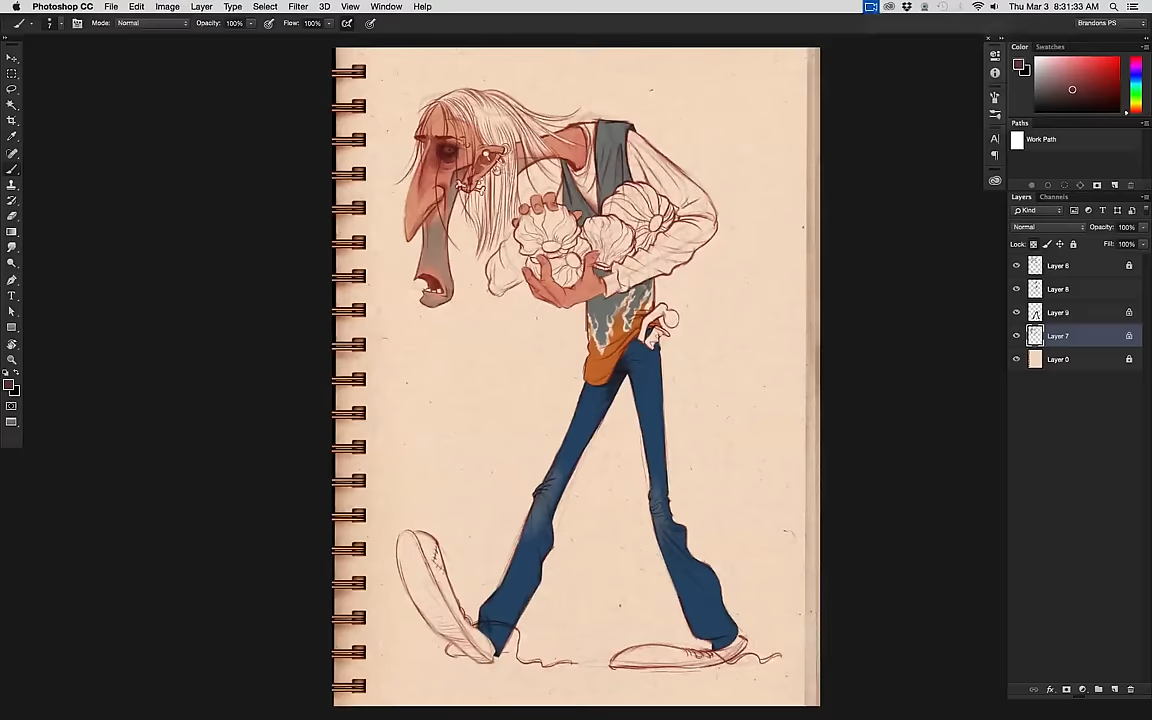 Photoshop CC File Edit Image Layer Type Select Filter 3D View Window Help Thu Mar 3 8:31:33 AM
7 Mode: Normal Opacity: 100% Flow: 100% Brandons PS
Color Swatches
Paths
Work Path
Layers Channels
Kind
Normal Opacity: 100%
Lock: Fill: 100%
Layer 6
Layer 8
Layer 9
Layer 7
Layer 0